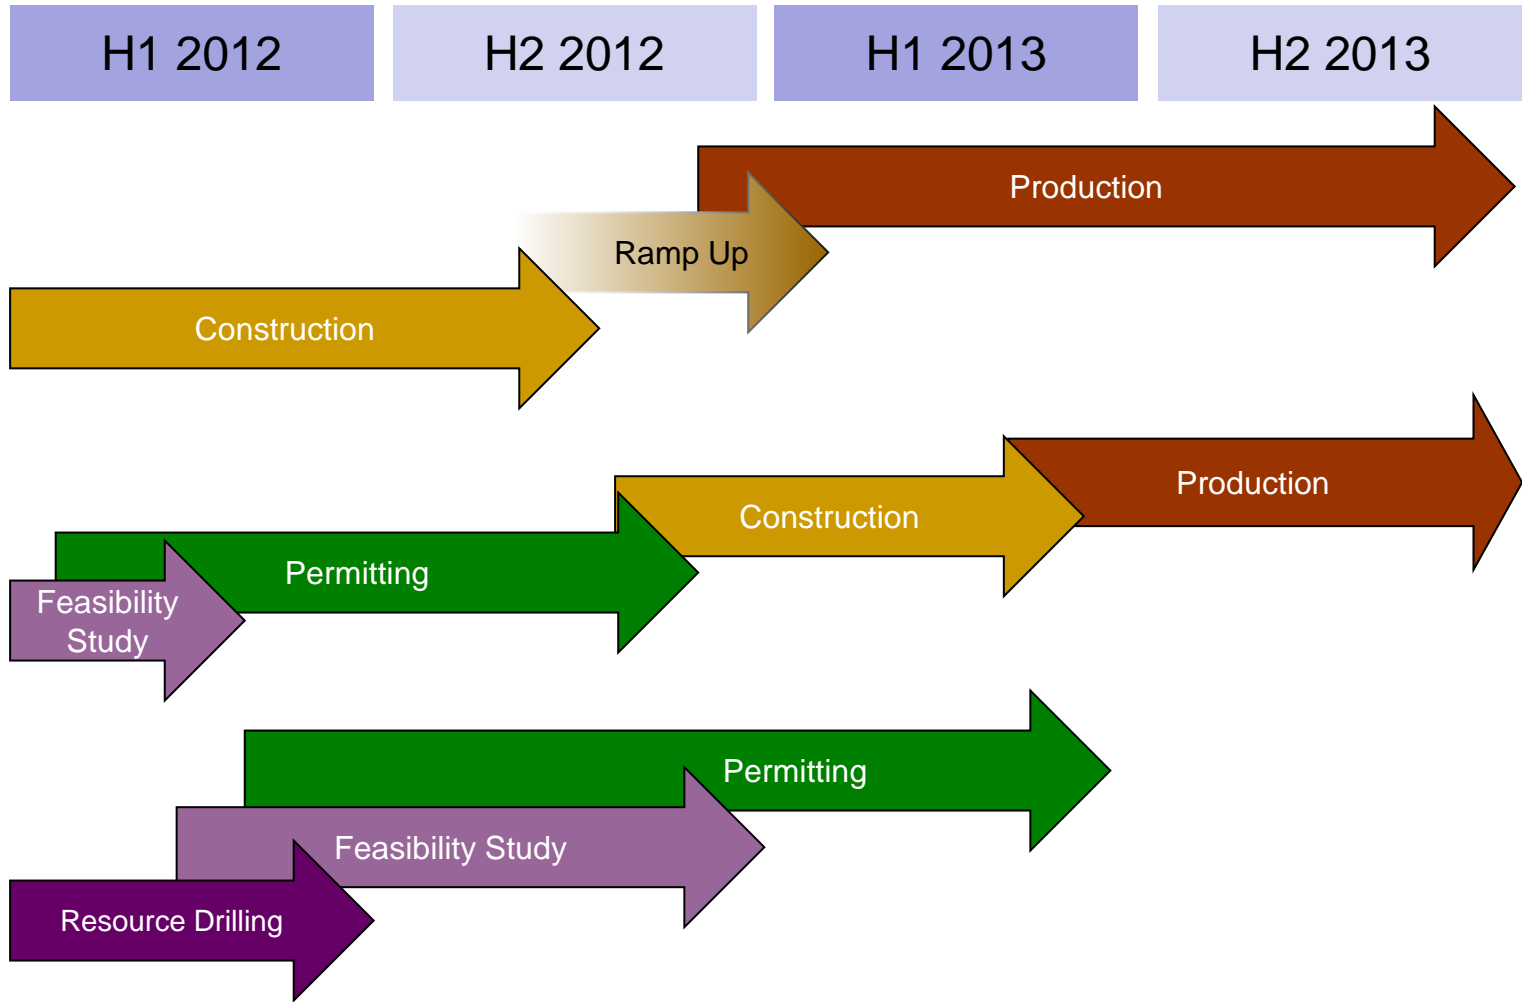 H1 2012
H2 2012
H1 2013
H2 2013
Production
Ramp Up
Construction
Production
Construction
Permitting
Feasibility
Study
Permitting
Feasibility Study
Resource Drilling